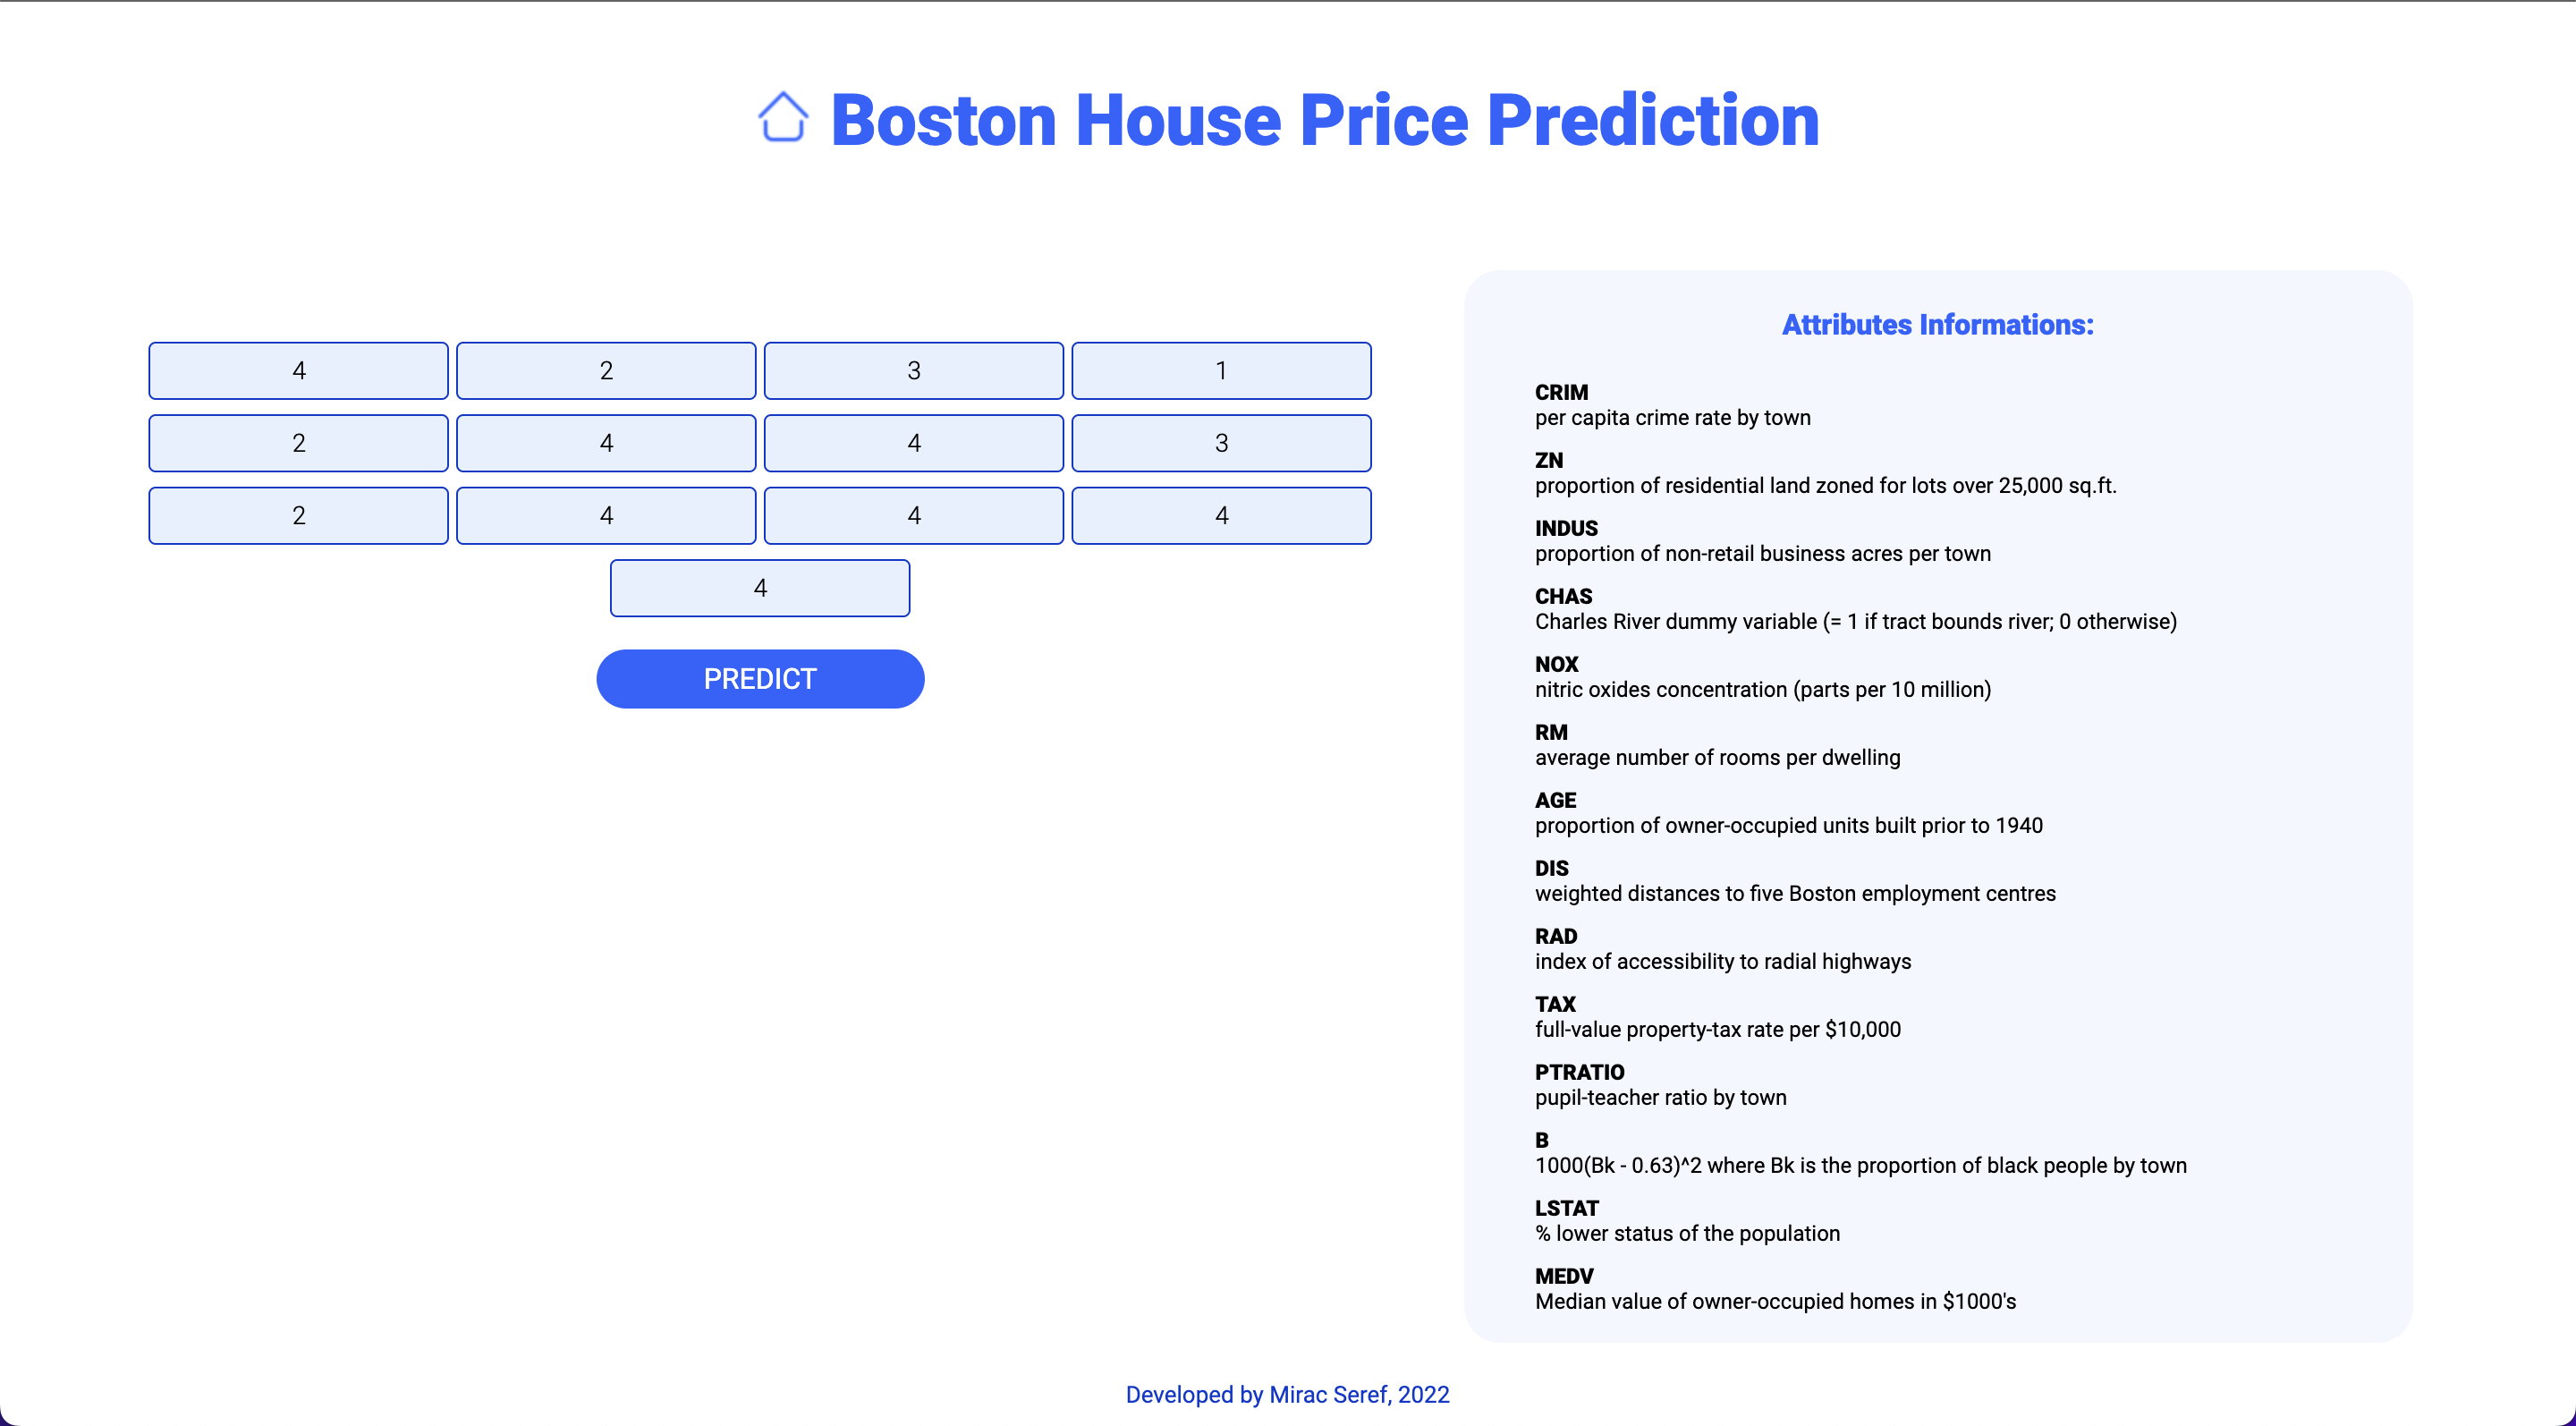 Boston House Price Prediction
4 2 3 1
2 4 4 3
2 4 4 4
4
PREDICT
Attributes Informations:
CRIM
per capita crime rate by town
ZN
proportion of residential land zoned for lots over 25,000 sq.ft.
INDUS
proportion of non-retail business acres per town
CHAS
Charles River dummy variable (= 1 if tract bounds river; 0 otherwise)
NOX
nitric oxides concentration (parts per 10 million)
RM
average number of rooms per dwelling
AGE
proportion of owner-occupied units built prior to 1940
DIS
weighted distances to five Boston employment centres
RAD
index of accessibility to radial highways
TAX
full-value property-tax rate per $10,000
PTRATIO
pupil-teacher ratio by town
B
1000(Bk - 0.63)^2 where Bk is the proportion of black people by town
LSTAT
% lower status of the population
MEDV
Median value of owner-occupied homes in $1000's
Developed by Mirac Seref, 2022